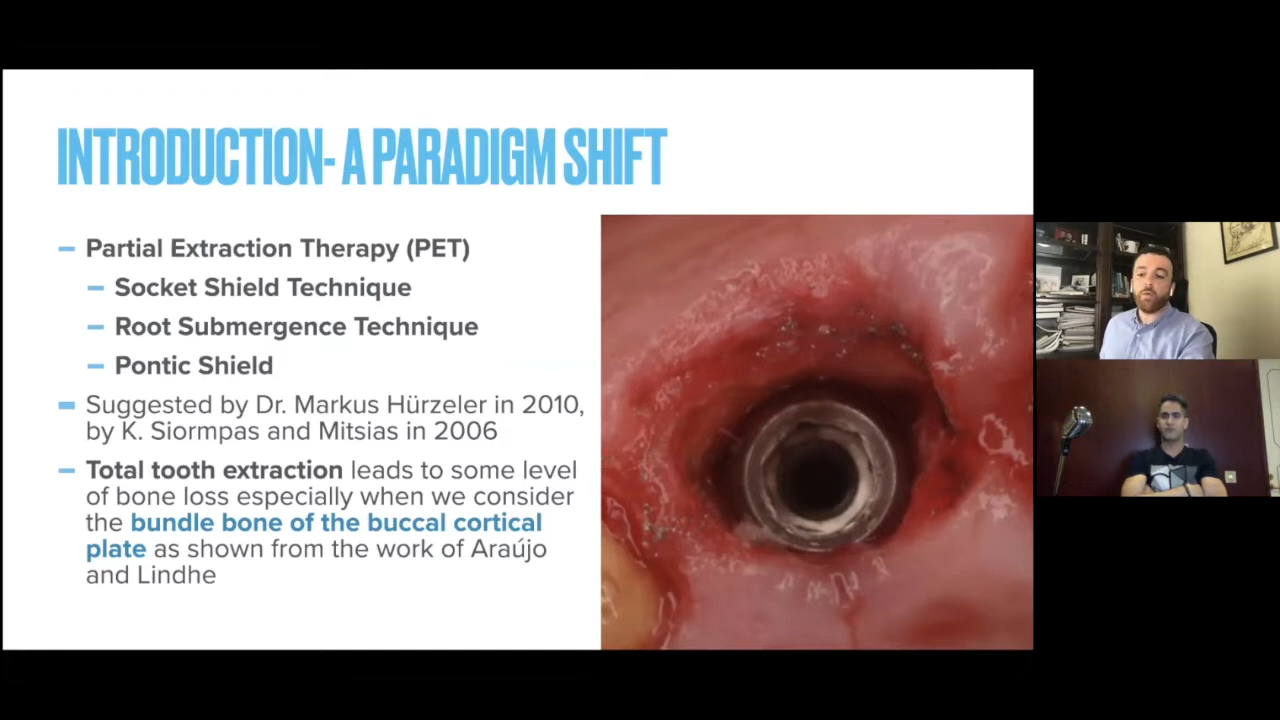 INTRODUCTION- A PARADIGM SHIFT
Partial Extraction Therapy (PET)
Socket Shield Technique
Root Submergence Technique
Pontic Shield
Suggested by Dr. Markus Hürzeler in 2010,
by K. Siormpas and Mitsias in 2006
Total tooth extraction leads to some level
of bone loss especially when we consider
the bundle bone of the buccal cortical
plate as shown from the work of Araújo
and Lindhe